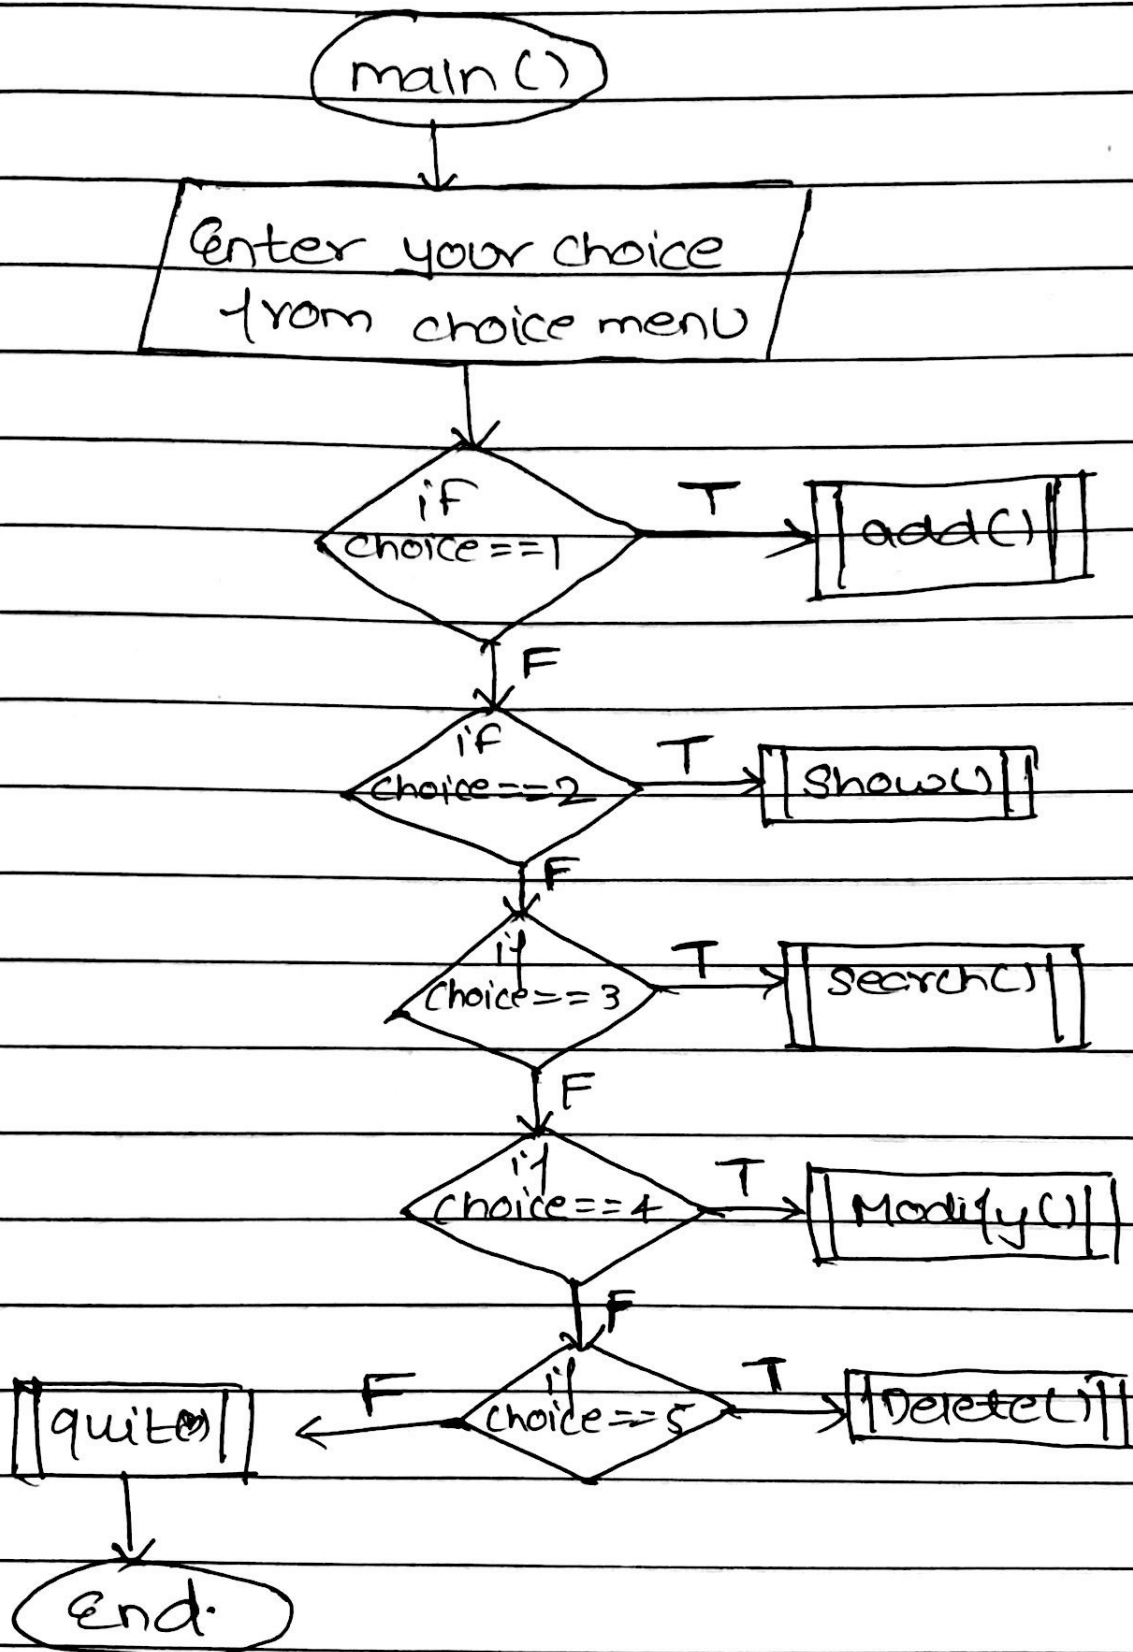 main()
Enter your choice
from choice menu
if
choice==1
T
add()
F
if
choice==2
T
Show()
F
if
Choice==3
T
Search()
F
if
choice==4
T
Modify()
F
if
choice==5
T
Delete()
F
quit()
End.